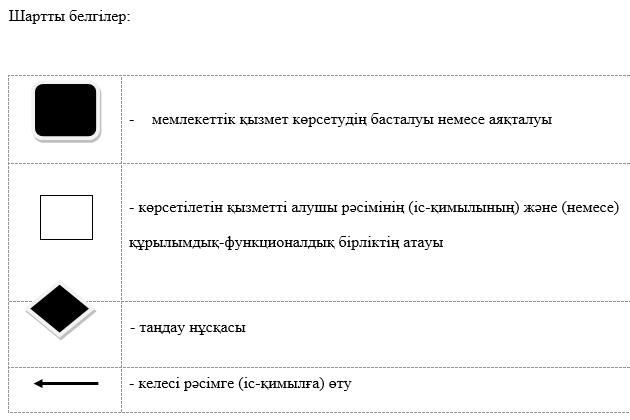 Шартты белгілер:
- мемлекеттік қызмет көрсетудің басталуы немесе аяқталуы
- көрсетілетін қызметті алушы рәсімінің (іс-қимылының) және (немесе)
құрылымдық-функционалдық бірліктің атауы
- таңдау нұсқасы
- келесі рәсімге (іс-қимылға) өту